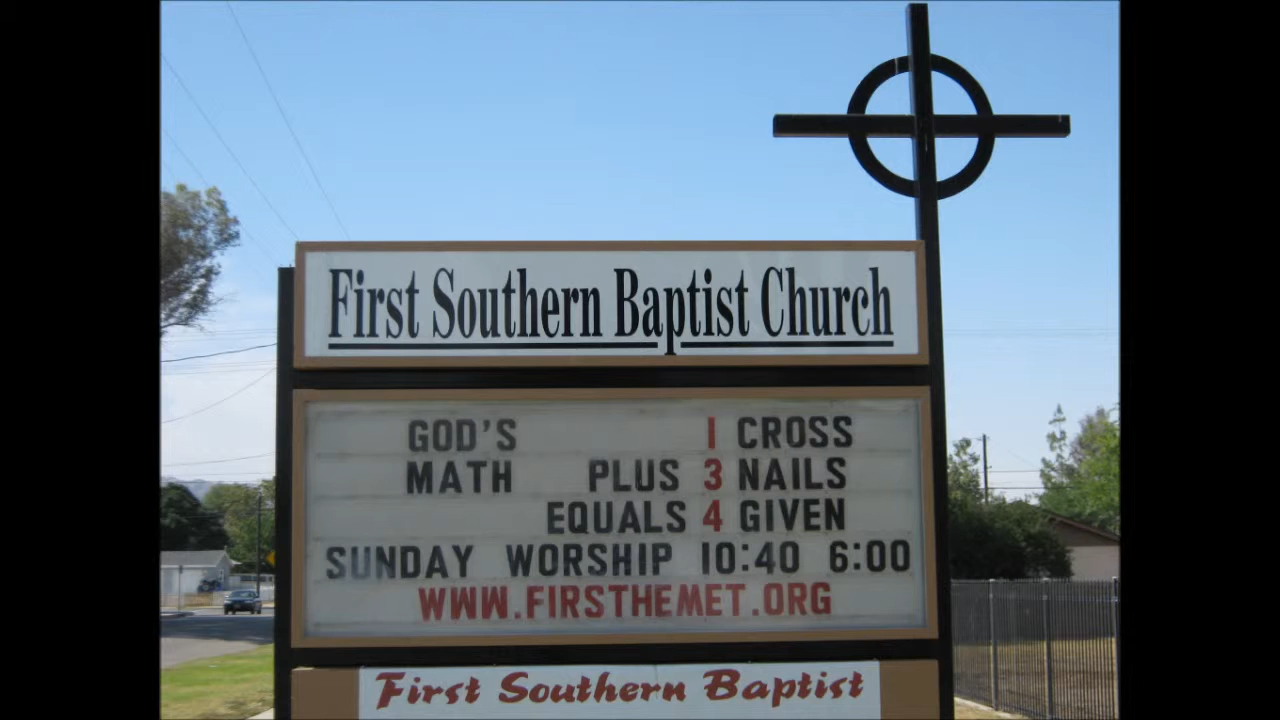 First Southern Baptist Church
GOD'S 1 CROSS
MATH PLUS 3 NAILS
EQUALS 4 GIVEN
SUNDAY WORSHIP 10:40 6:00
WWW.FIRSTHEMET.ORG
First Southern Baptist